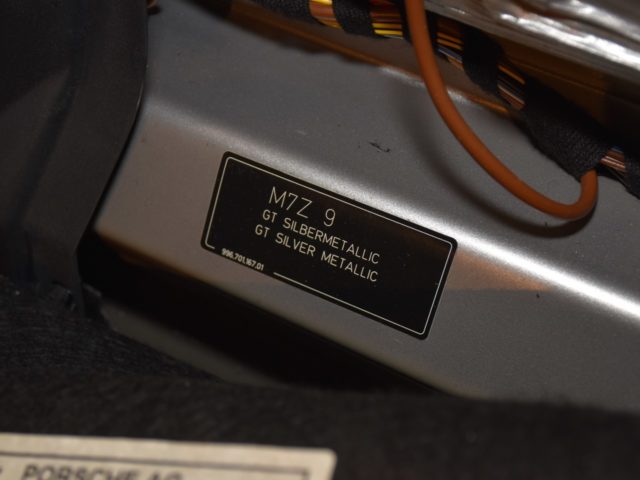 M7Z 9
GT SILBERMETALLIC
GT SILVER METALLIC
996.701.167.01
PORSCHE AG